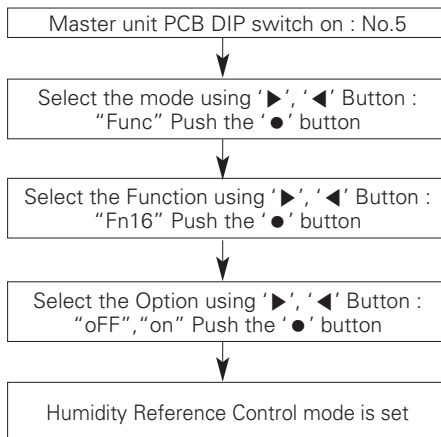 Master unit PCB DIP switch on : No.5
Select the mode using ‘▶’, ‘◀’ Button :
“Func” Push the ‘●’ button
Select the Function using ‘▶’, ‘◀’ Button :
“Fn16” Push the ‘●’ button
Select the Option using ‘▶’, ‘◀’ Button :
“oFF”,“on” Push the ‘●’ button
Humidity Reference Control mode is set